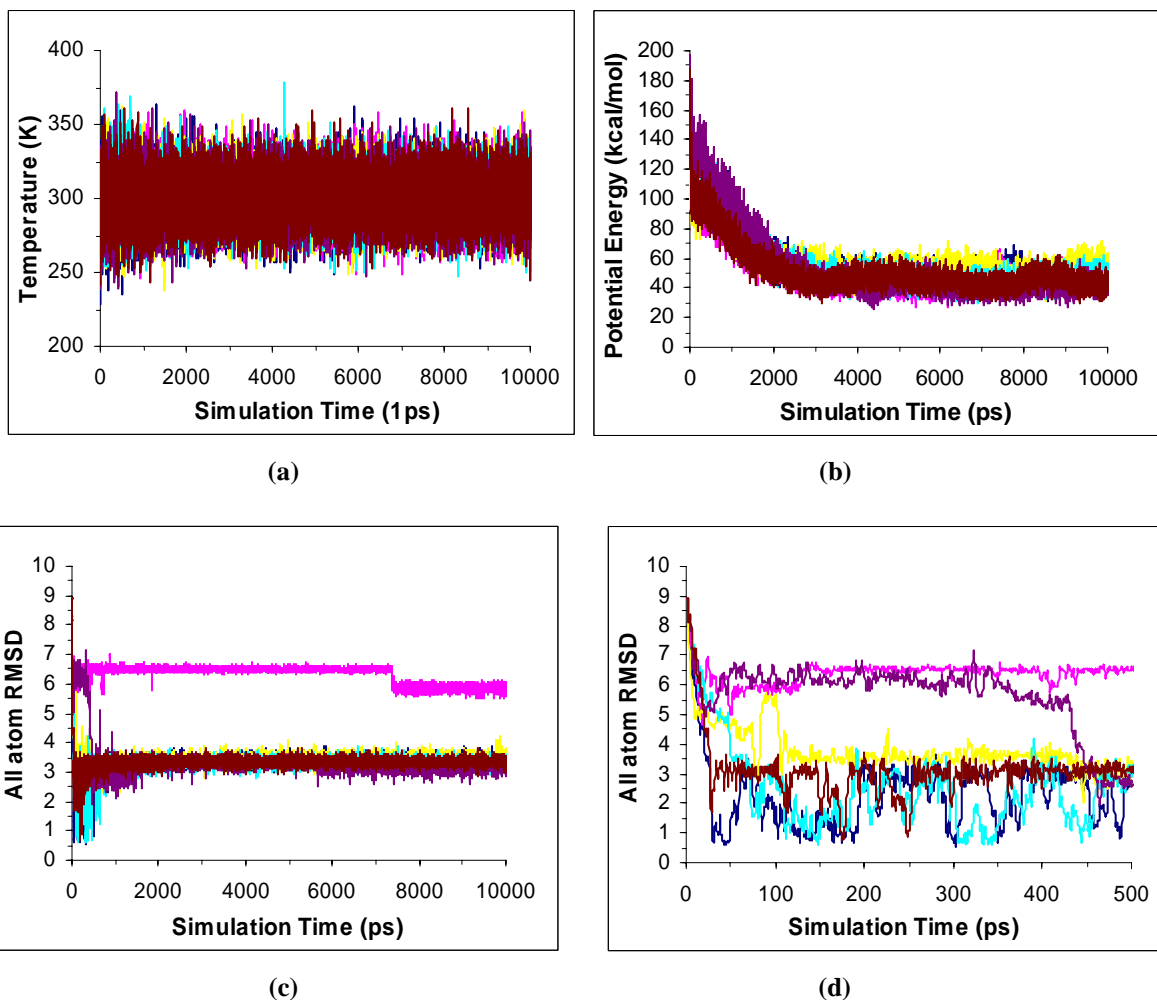 400
350
300
250
200
Temperature (K)
0 2000 4000 6000 8000 10000
Simulation Time (1ps)
(a)
200
180
160
140
120
100
80
60
40
20
0
Potential Energy (kcal/mol)
0 2000 4000 6000 8000 10000
Simulation Time (ps)
(b)
10
9
8
7
6
5
4
3
2
1
0
All atom RMSD
0 2000 4000 6000 8000 10000
Simulation Time (ps)
(c)
10
9
8
7
6
5
4
3
2
1
0
All atom RMSD
0 100 200 300 400 500
Simulation Time (ps)
(d)